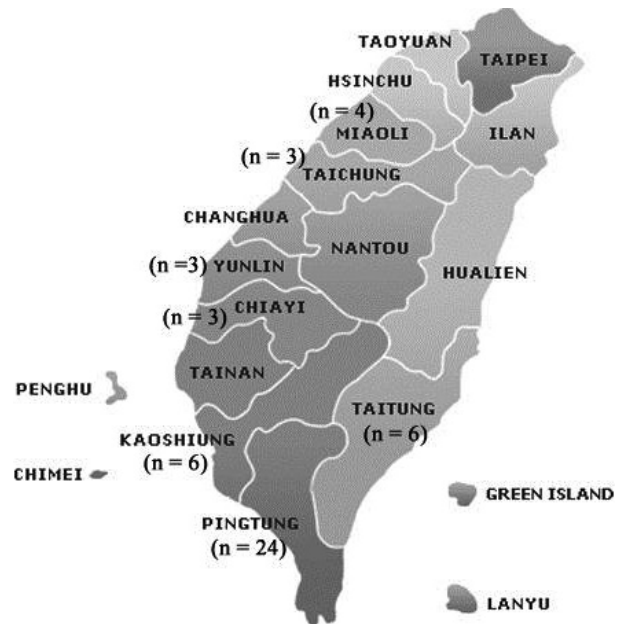 TAOYUAN
TAIPEI
HSINCHU
(n = 4)
MIAOLI
ILAN
(n = 3)
TAICHUNG
CHANGHUA
NANTOU
(n =3) YUNLIN
HUALIEN
CHIAYI
(n = 3)
TAINAN
PENGHU
TAITUNG
(n = 6)
KAOSHIUNG
(n = 6)
CHIMEI
GREEN ISLAND
PINGTUNG
(n = 24)
LANYU